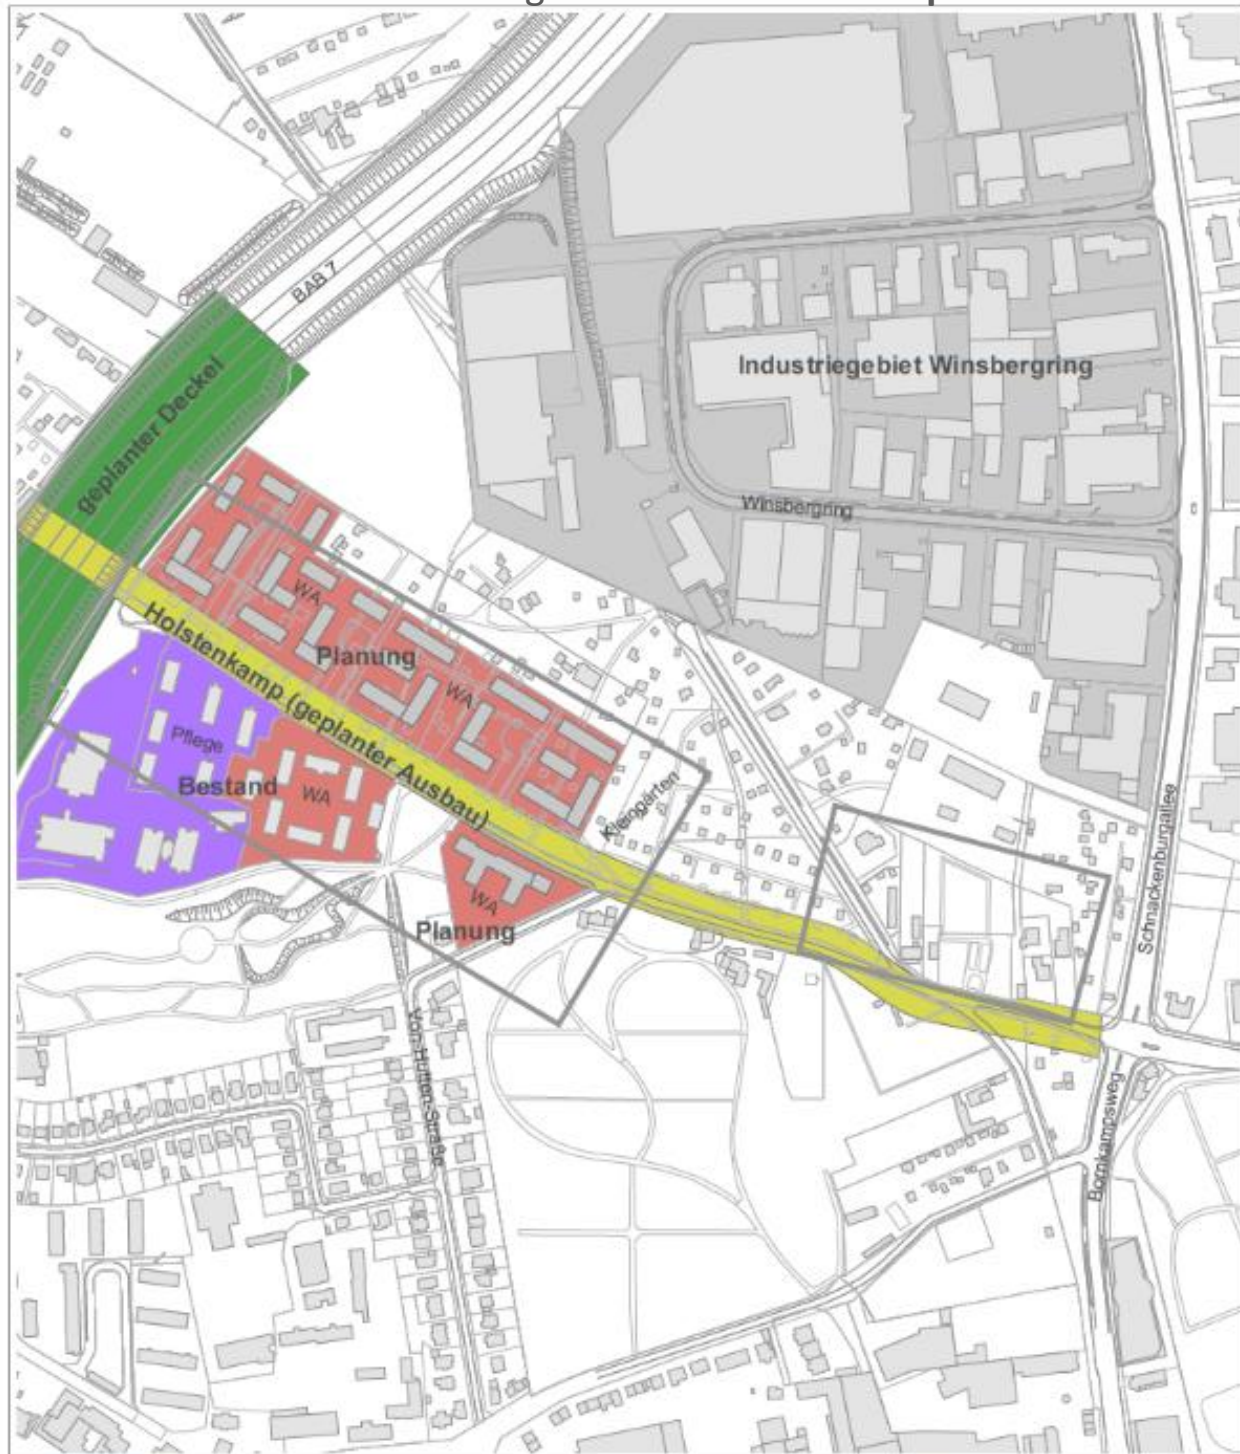 BAB 7
geplanter Deckel
Industriegebiet Winsbergring
Winsbergring
WA
Holstenkamp (geplanter Ausbau)
Planung
WA
Pflege
Bestand
WA
Kleingärten
Schnackenburgallee
WA
Planung
Von-Hutten-Straße
Bornkampsweg